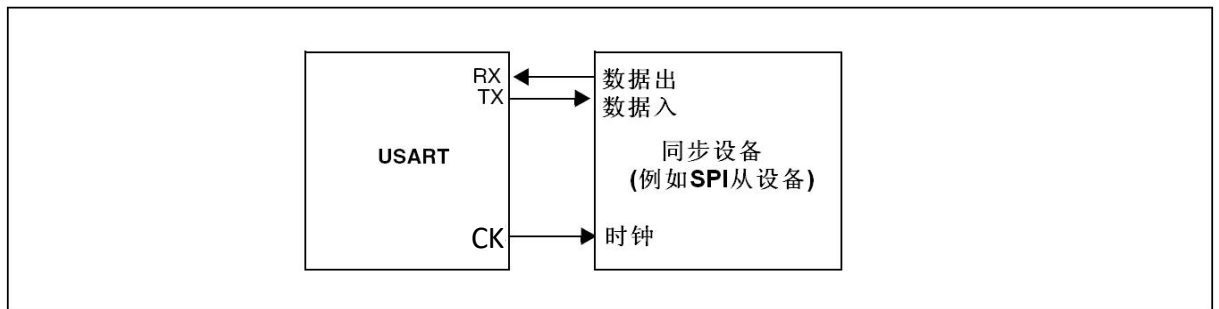 RX
TX
USART
CK
数据出
数据入
同步设备
(例如SPI从设备)
时钟